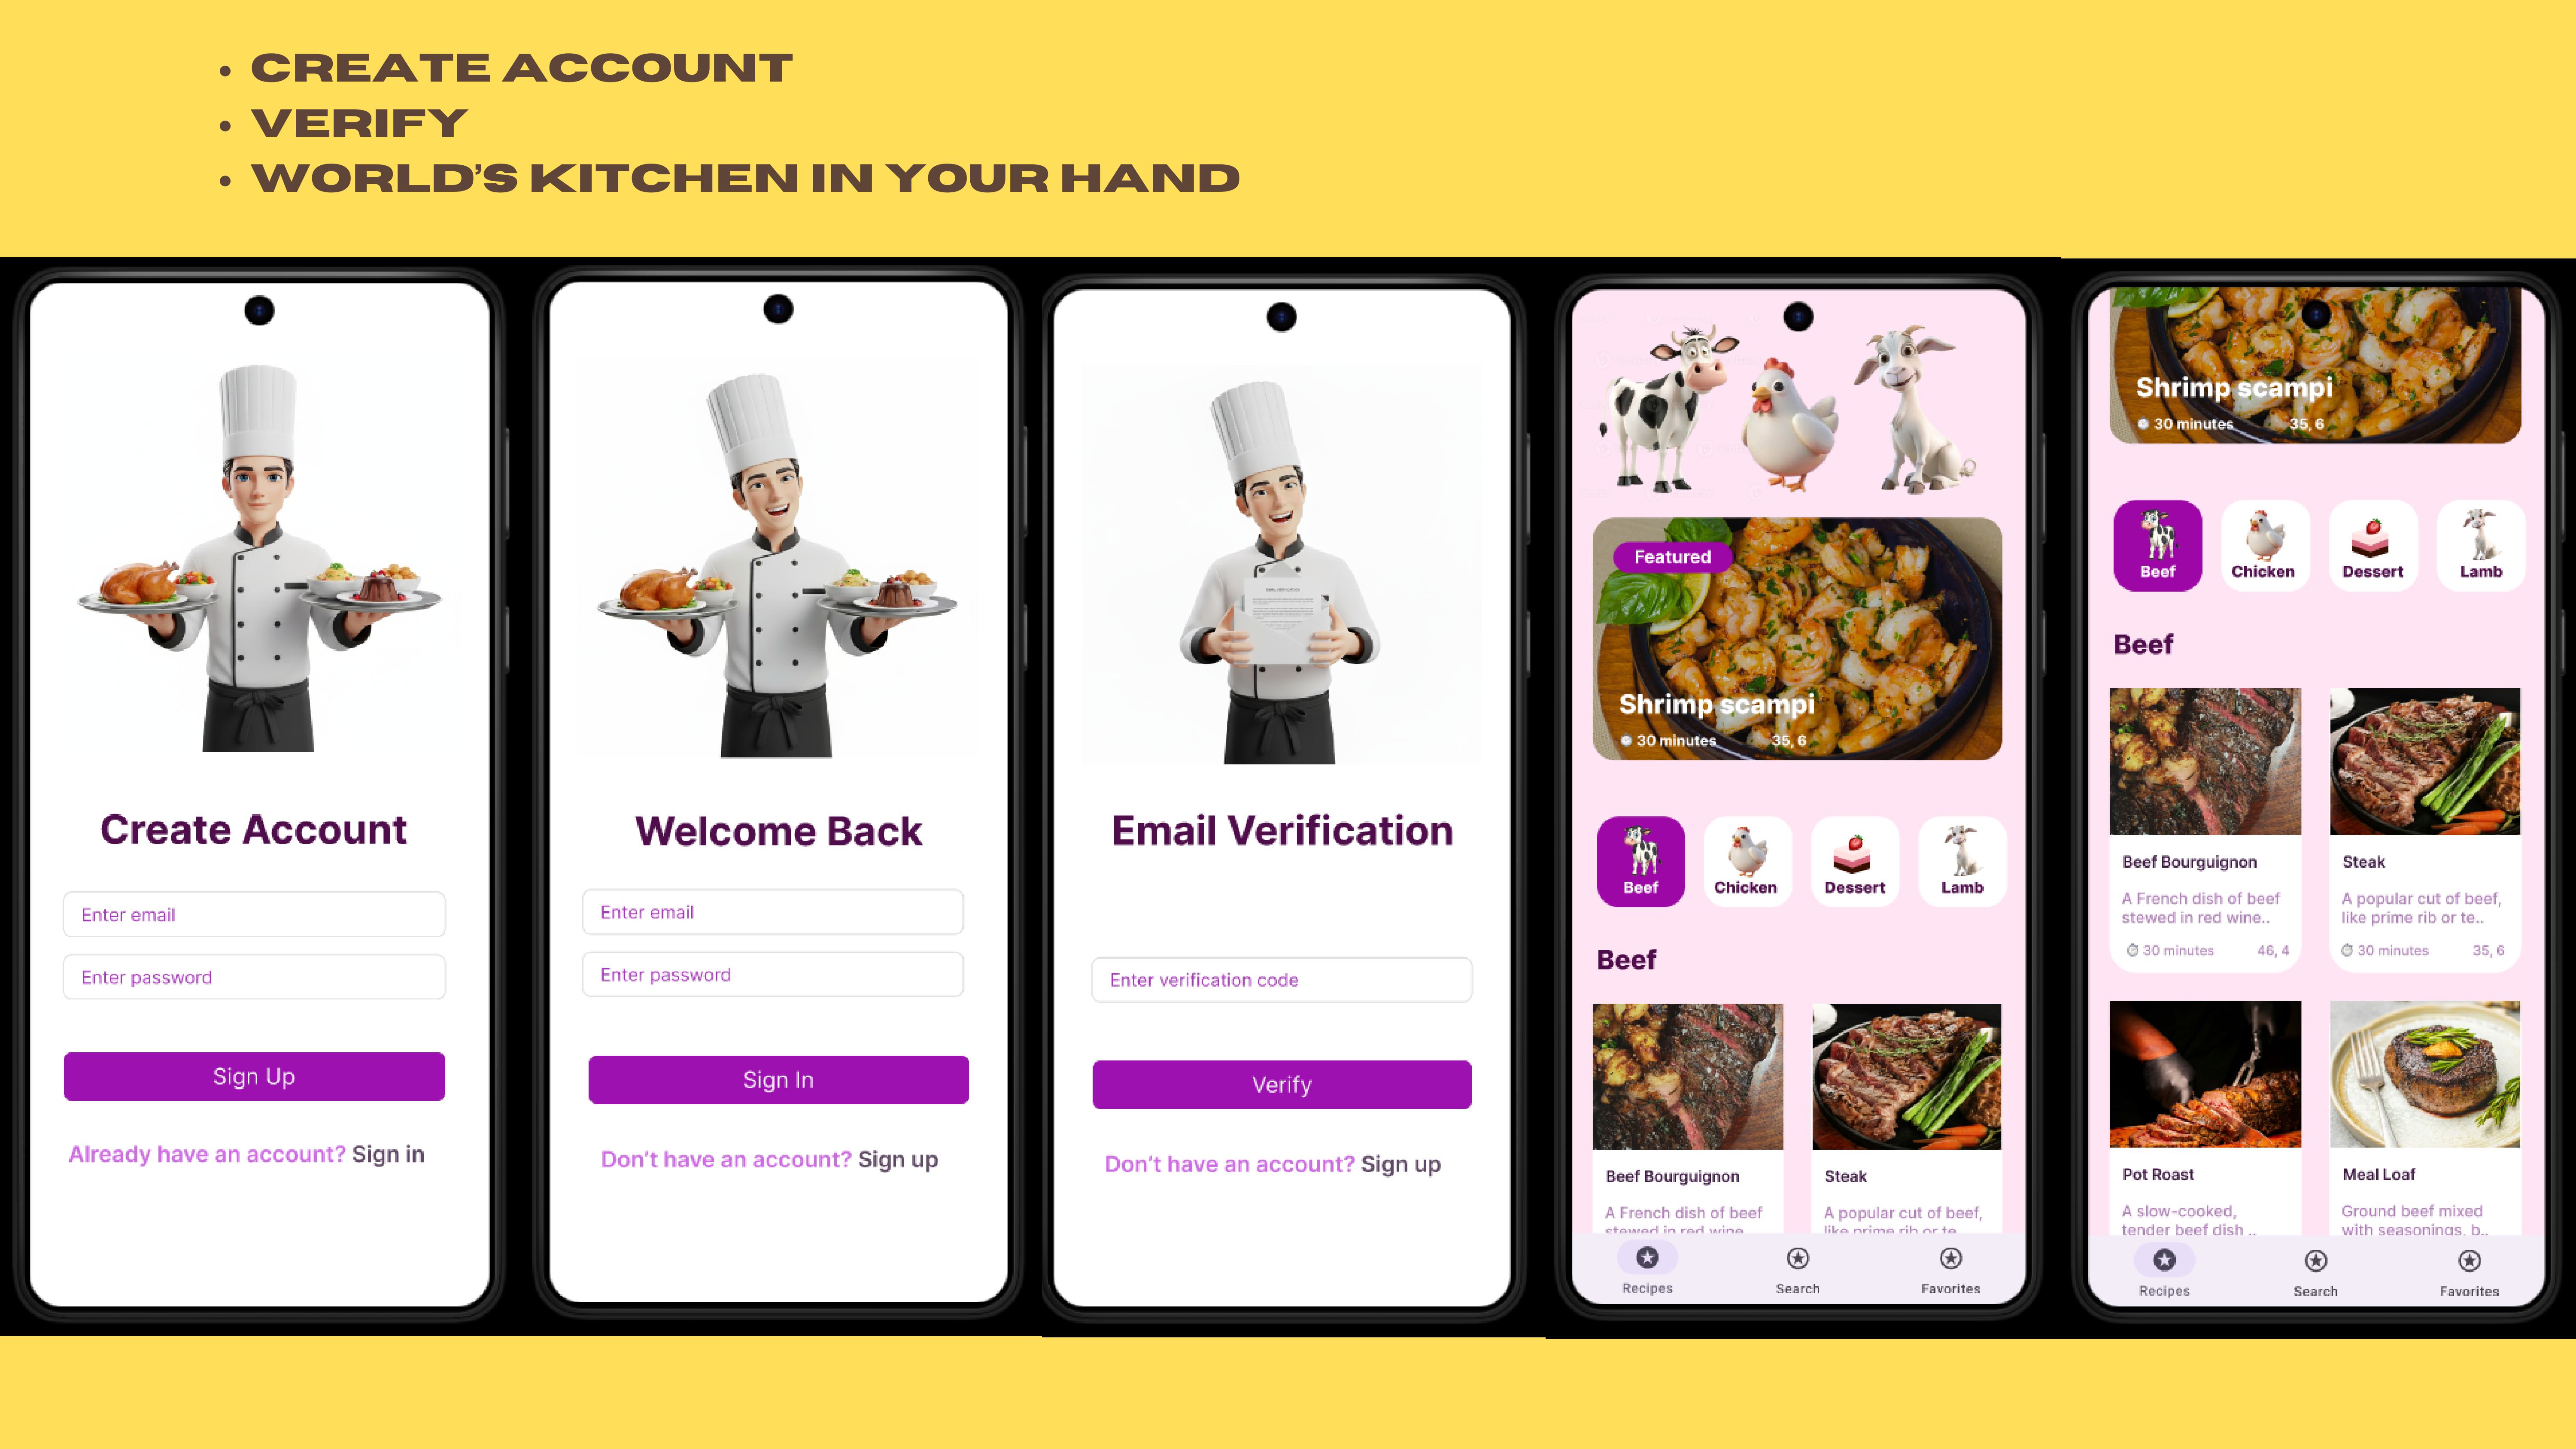 CREATE ACCOUNT
VERIFY
WORLD'S KITCHEN IN YOUR HAND
Create Account
Enter email
Enter password
Sign Up
Already have an account? Sign in
Welcome Back
Enter email
Enter password
Sign In
Don't have an account? Sign up
Email Verification
Enter verification code
Verify
Don't have an account? Sign up
Featured
Shrimp scampi
30 minutes 35, 6
Beef Chicken Dessert Lamb
Beef
Beef Bourguignon
A French dish of beef
stewed in red wine
Steak
A popular cut of beef,
like prime rib or te
Recipes Search Favorites
Shrimp scampi
30 minutes 35, 6
Beef Chicken Dessert Lamb
Beef
Beef Bourguignon
A French dish of beef
stewed in red wine..
30 minutes 46, 4
Steak
A popular cut of beef,
like prime rib or te..
30 minutes 35, 6
Pot Roast
A slow-cooked,
tender beef dish ..
Meal Loaf
Ground beef mixed
with seasonings, b..
Recipes Search Favorites